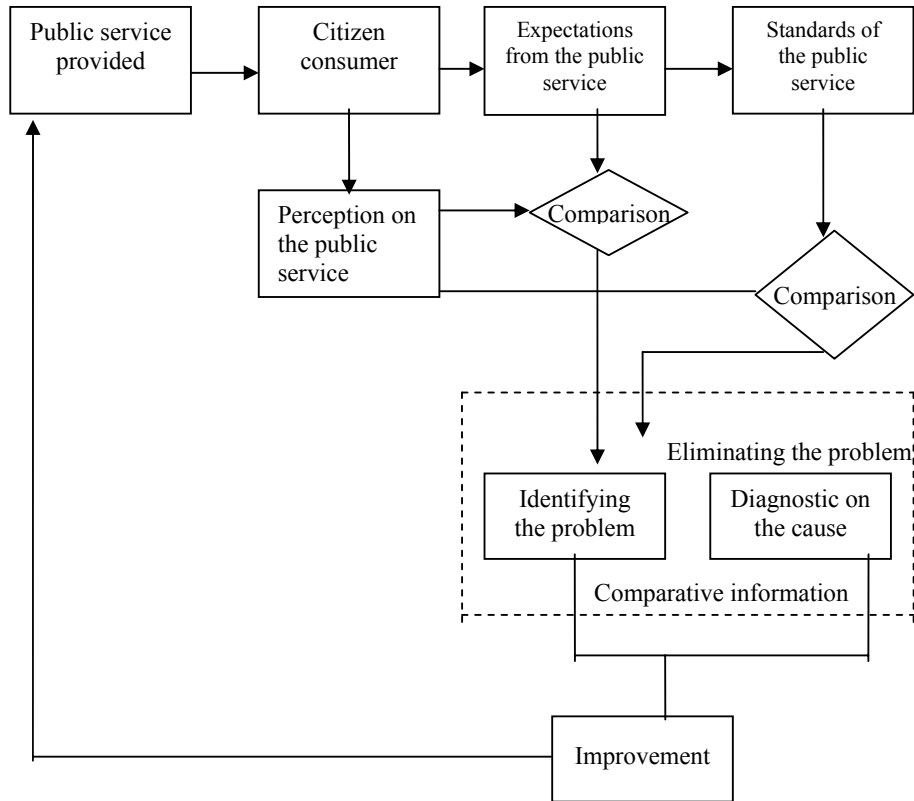 Public service
provided
Citizen
consumer
Expectations
from the public
service
Standards of
the public
service
Perception on
the public
service
Comparison
Comparison
Eliminating the problem
Identifying
the problem
Diagnostic on
the cause
Comparative information
Improvement